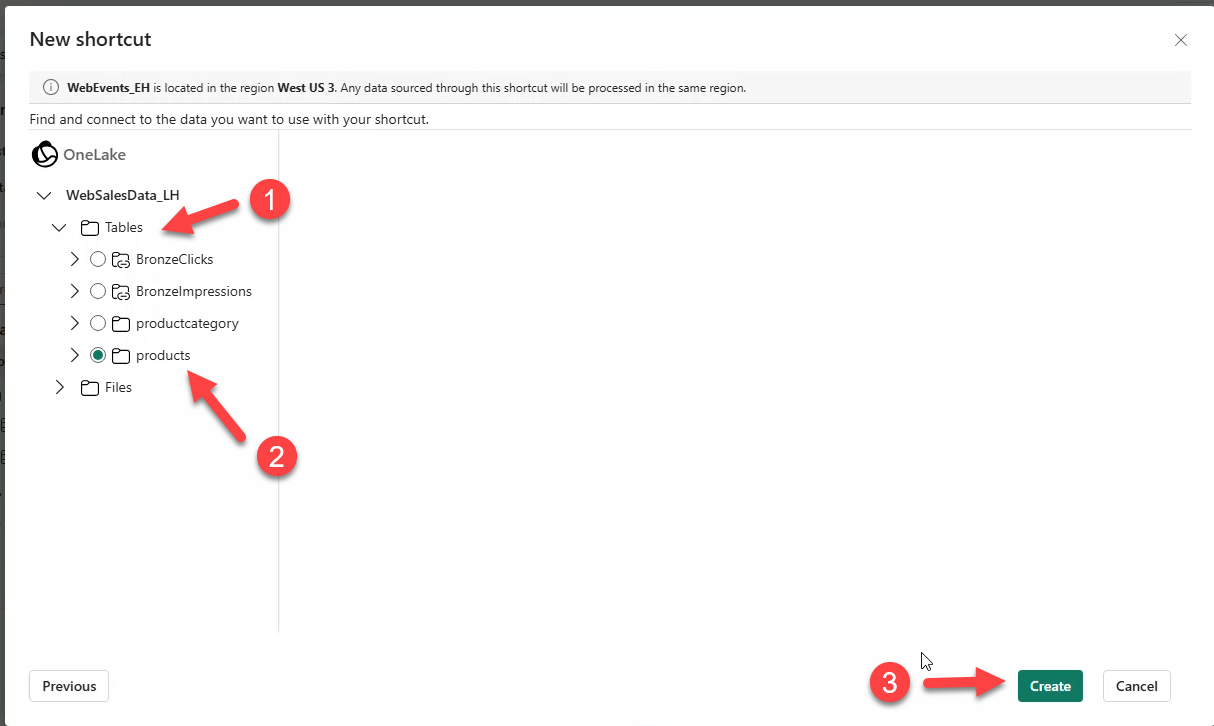 New shortcut
WebEvents_EH is located in the region West US 3. Any data sourced through this shortcut will be processed in the same region.
Find and connect to the data you want to use with your shortcut.
OneLake
WebSalesData_LH
1
Tables
BronzeClicks
BronzeImpressions
productcategory
products
Files
2
3
Previous
Create
Cancel